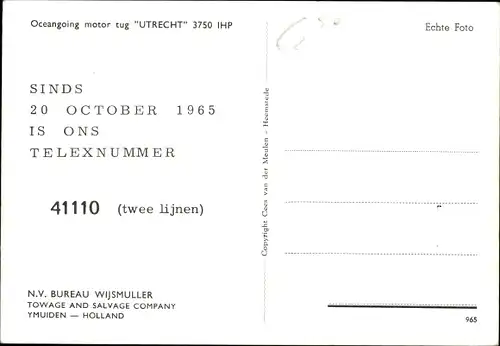 Oceangoing motor tug "UTRECHT" 3750 IHP
Echte Foto
SINDS
20 OCTOBER 1965
IS ONS
TELEXNUMMER
41110 (twee lijnen)
N.V. BUREAU WIJSMULLER
TOWAGE AND SALVAGE COMPANY
YMUIDEN — HOLLAND
Copyright Cees van der Meulen - Heemstede
965